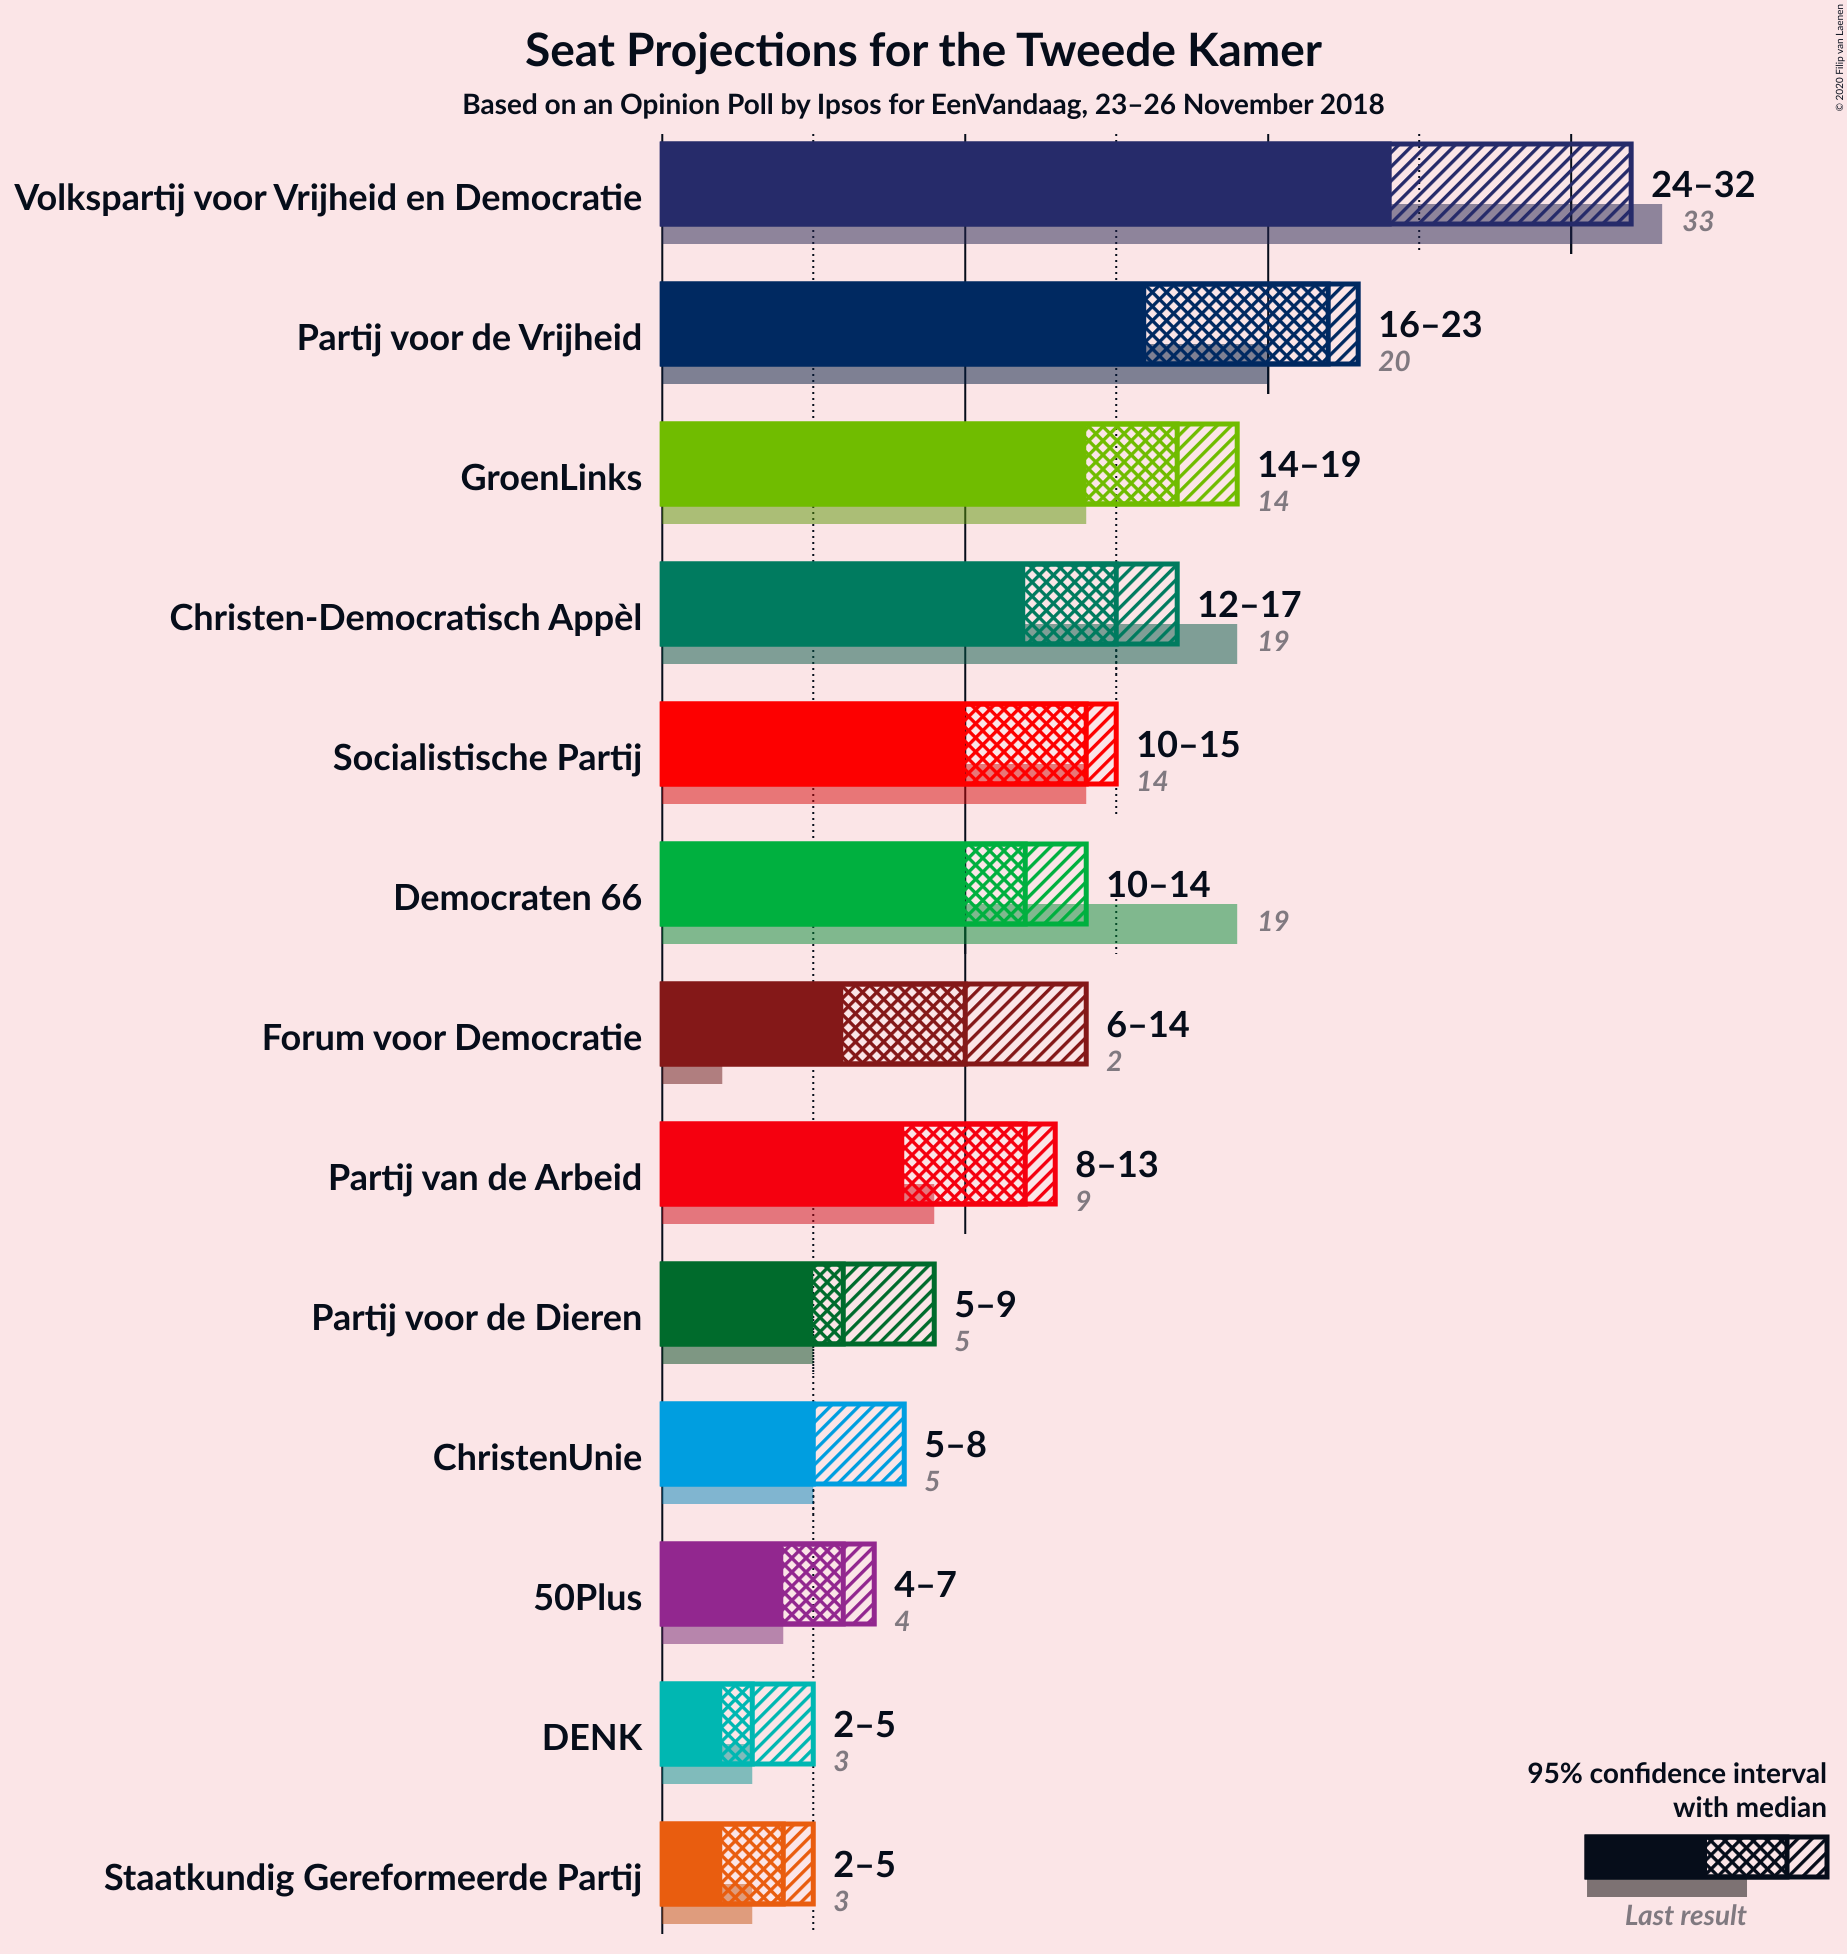 Seat Projections for the Tweede Kamer
Based on an Opinion Poll by Ipsos for EenVandaag, 23–26 November 2018
© 2020 Filip van Laenen
Volkspartij voor Vrijheid en Democratie
24–32
33
Partij voor de Vrijheid
16–23
20
GroenLinks
14–19
14
Christen-Democratisch Appèl
12–17
19
Socialistische Partij
10–15
14
Democraten 66
10–14
19
Forum voor Democratie
6–14
2
Partij van de Arbeid
8–13
9
Partij voor de Dieren
5–9
5
ChristenUnie
5–8
5
50Plus
4–7
4
DENK
2–5
3
Staatkundig Gereformeerde Partij
2–5
3
95% confidence interval
with median
Last result